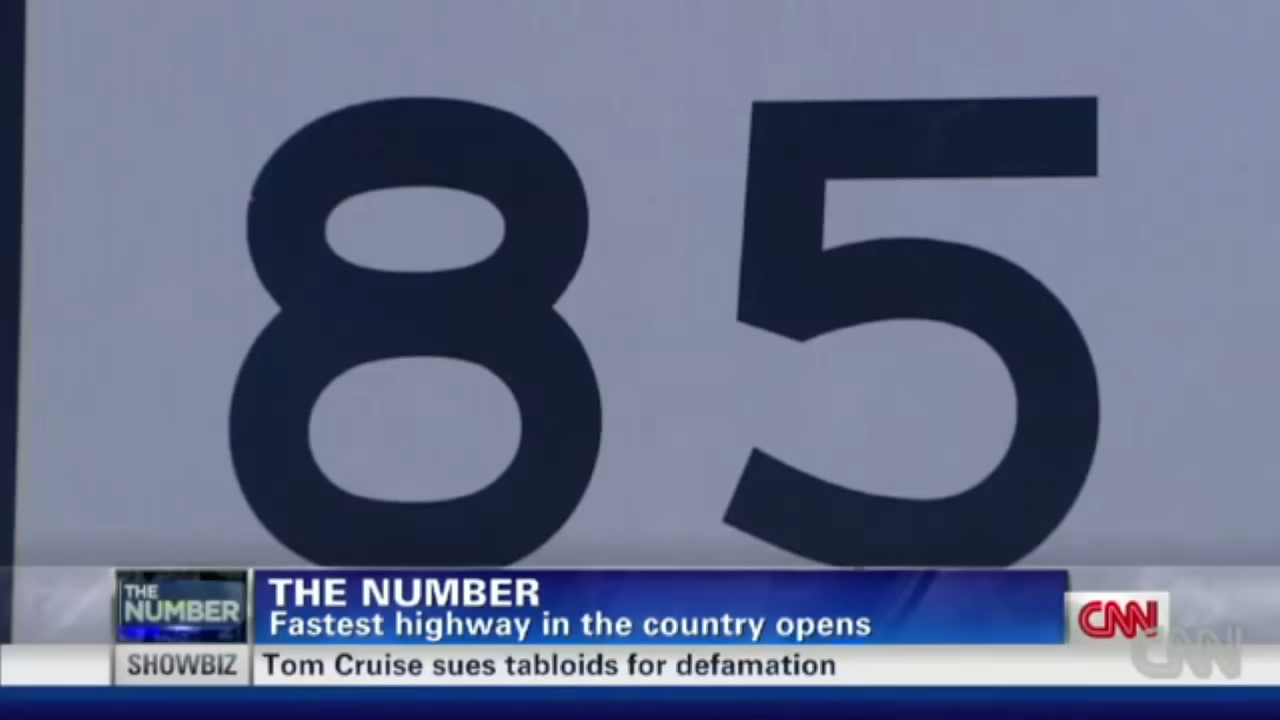 85
THE
NUMBER
THE NUMBER
Fastest highway in the country opens
CNN
CNN
SHOWBIZ
Tom Cruise sues tabloids for defamation